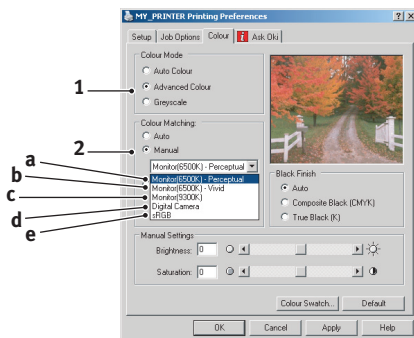 MY_PRINTER Printing Preferences
Setup Job Options Colour Ask Oki
Colour Mode
Auto Colour
1 Advanced Colour
Greyscale
Colour Matching:
Auto
2 Manual
Monitor(6500K) - Perceptual
a Monitor(6500K) - Perceptual
b Monitor(6500K) - Vivid
c Monitor(9300K)
d Digital Camera
e sRGB
Black Finish
Auto
Composite Black (CMYK)
True Black (K)
Manual Settings
Brightness: 0
Saturation: 0
Colour Swatch... Default
OK Cancel Apply Help